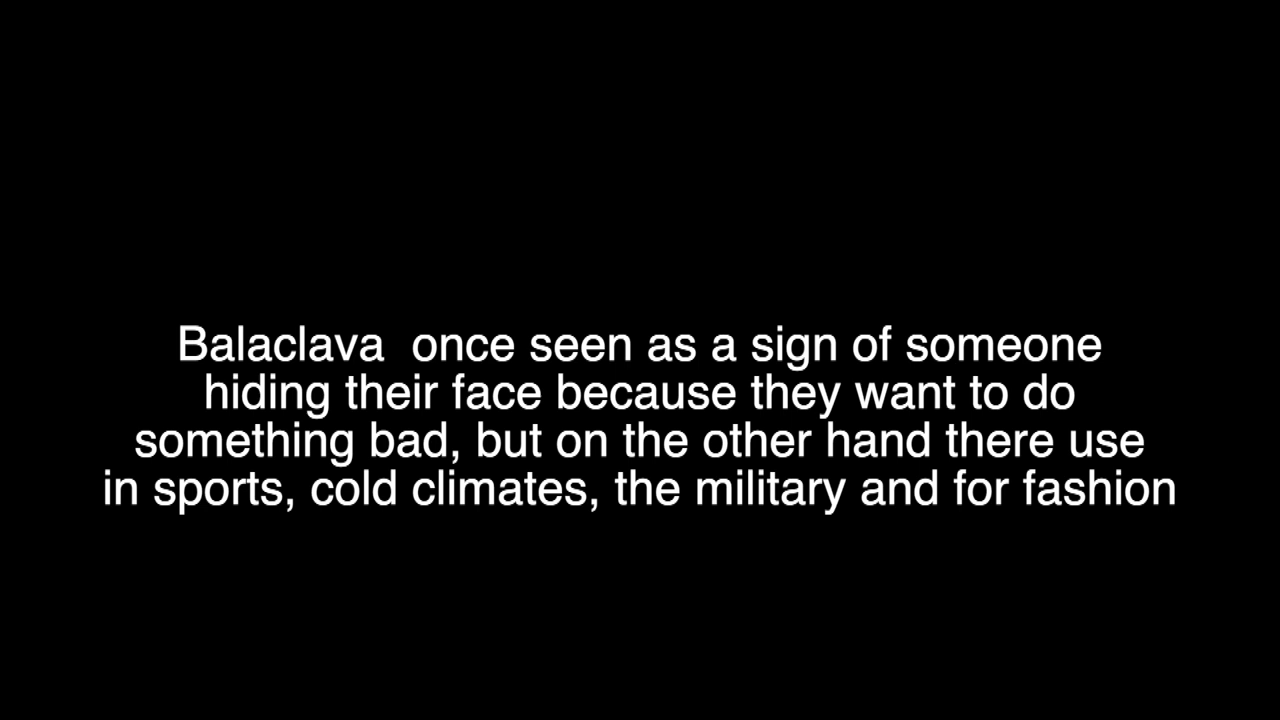 Balaclava  once seen as a sign of someone
hiding their face because they want to do
something bad, but on the other hand there use
in sports, cold climates, the military and for fashion